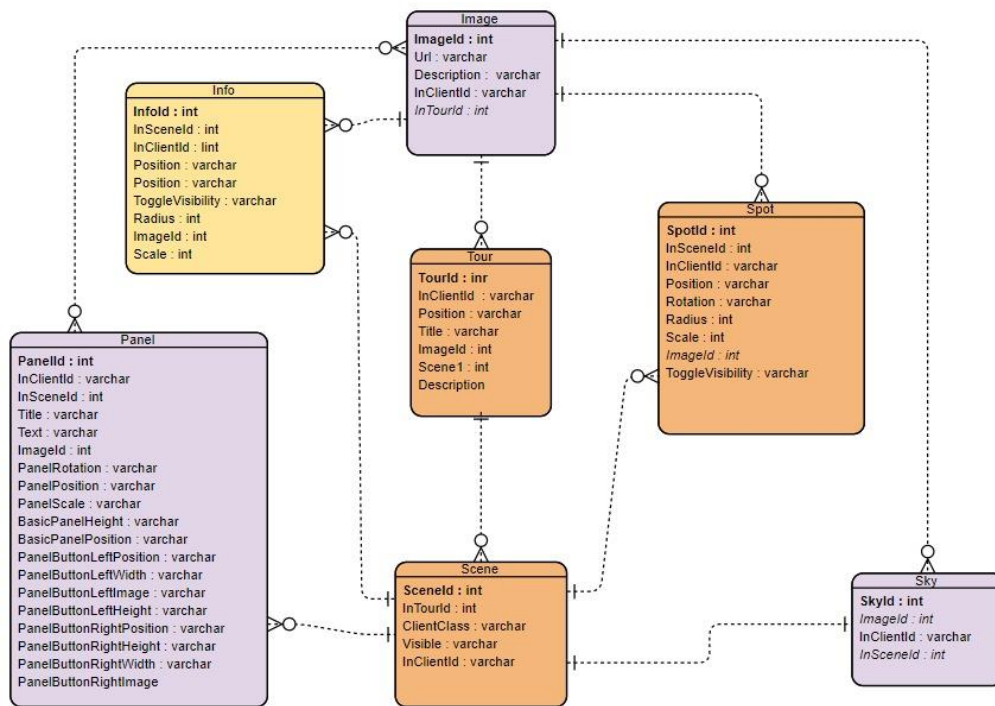 Image
ImageId : int
Url : varchar
Description : varchar
InClientId : varchar
InTourId : int
Info
InfoId : int
InSceneId : int
InClientId : lint
Position : varchar
Position : varchar
ToggleVisibility : varchar
Radius : int
ImageId : int
Scale : int
Spot
SpotId : int
InSceneId : int
InClientId : varchar
Position : varchar
Rotation : varchar
Radius : int
Scale : int
ImageId : int
ToggleVisibility : varchar
Tour
TourId : inr
InClientId : varchar
Position : varchar
Title : varchar
ImageId : int
Scene1 : int
Description
Panel
PanelId : int
InClientId : varchar
InSceneId : int
Title : varchar
Text : varchar
ImageId : int
PanelRotation : varchar
PanelPosition : varchar
PanelScale : varchar
BasicPanelHeight : varchar
BasicPanelPosition : varchar
PanelButtonLeftPosition : varchar
PanelButtonLeftWidth : varchar
PanelButtonLeftImage : varchar
PanelButtonLeftHeight : varchar
PanelButtonRightPosition : varchar
PanelButtonRightHeight : varchar
PanelButtonRightWidth : varchar
PanelButtonRightImage
Scene
SceneId : int
InTourId : int
ClientClass : varchar
Visible : varchar
InClientId : varchar
Sky
SkyId : int
ImageId : int
InClientId : varchar
InSceneId : int